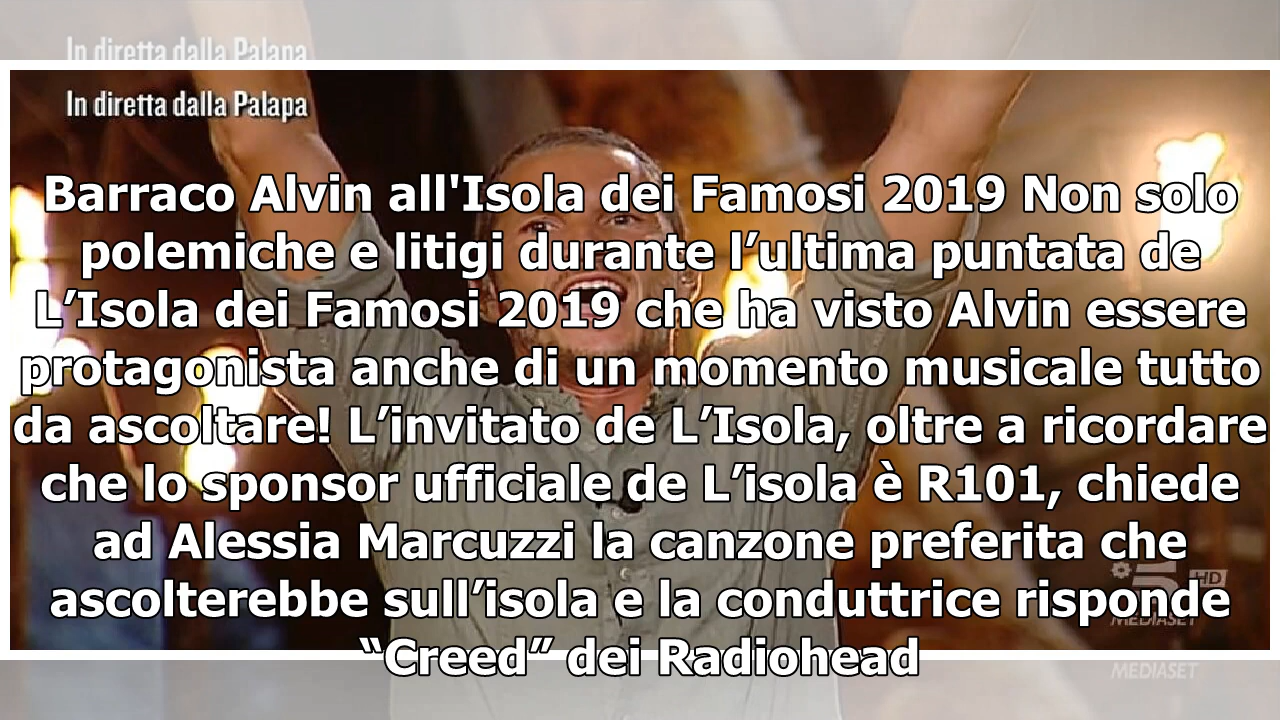 In diretta dalla Palapa
In diretta dalla Palapa
Barraco Alvin all'Isola dei Famosi 2019 Non solo
polemiche e litigi durante l’ultima puntata de
L’Isola dei Famosi 2019 che ha visto Alvin essere
protagonista anche di un momento musicale tutto
da ascoltare! L’invitato de L’Isola, oltre a ricordare
che lo sponsor ufficiale de L’isola è R101, chiede
ad Alessia Marcuzzi la canzone preferita che
ascolterebbe sull’isola e la conduttrice risponde
“Creed” dei Radiohead
5 HD
MEDIASET
MEDIASET